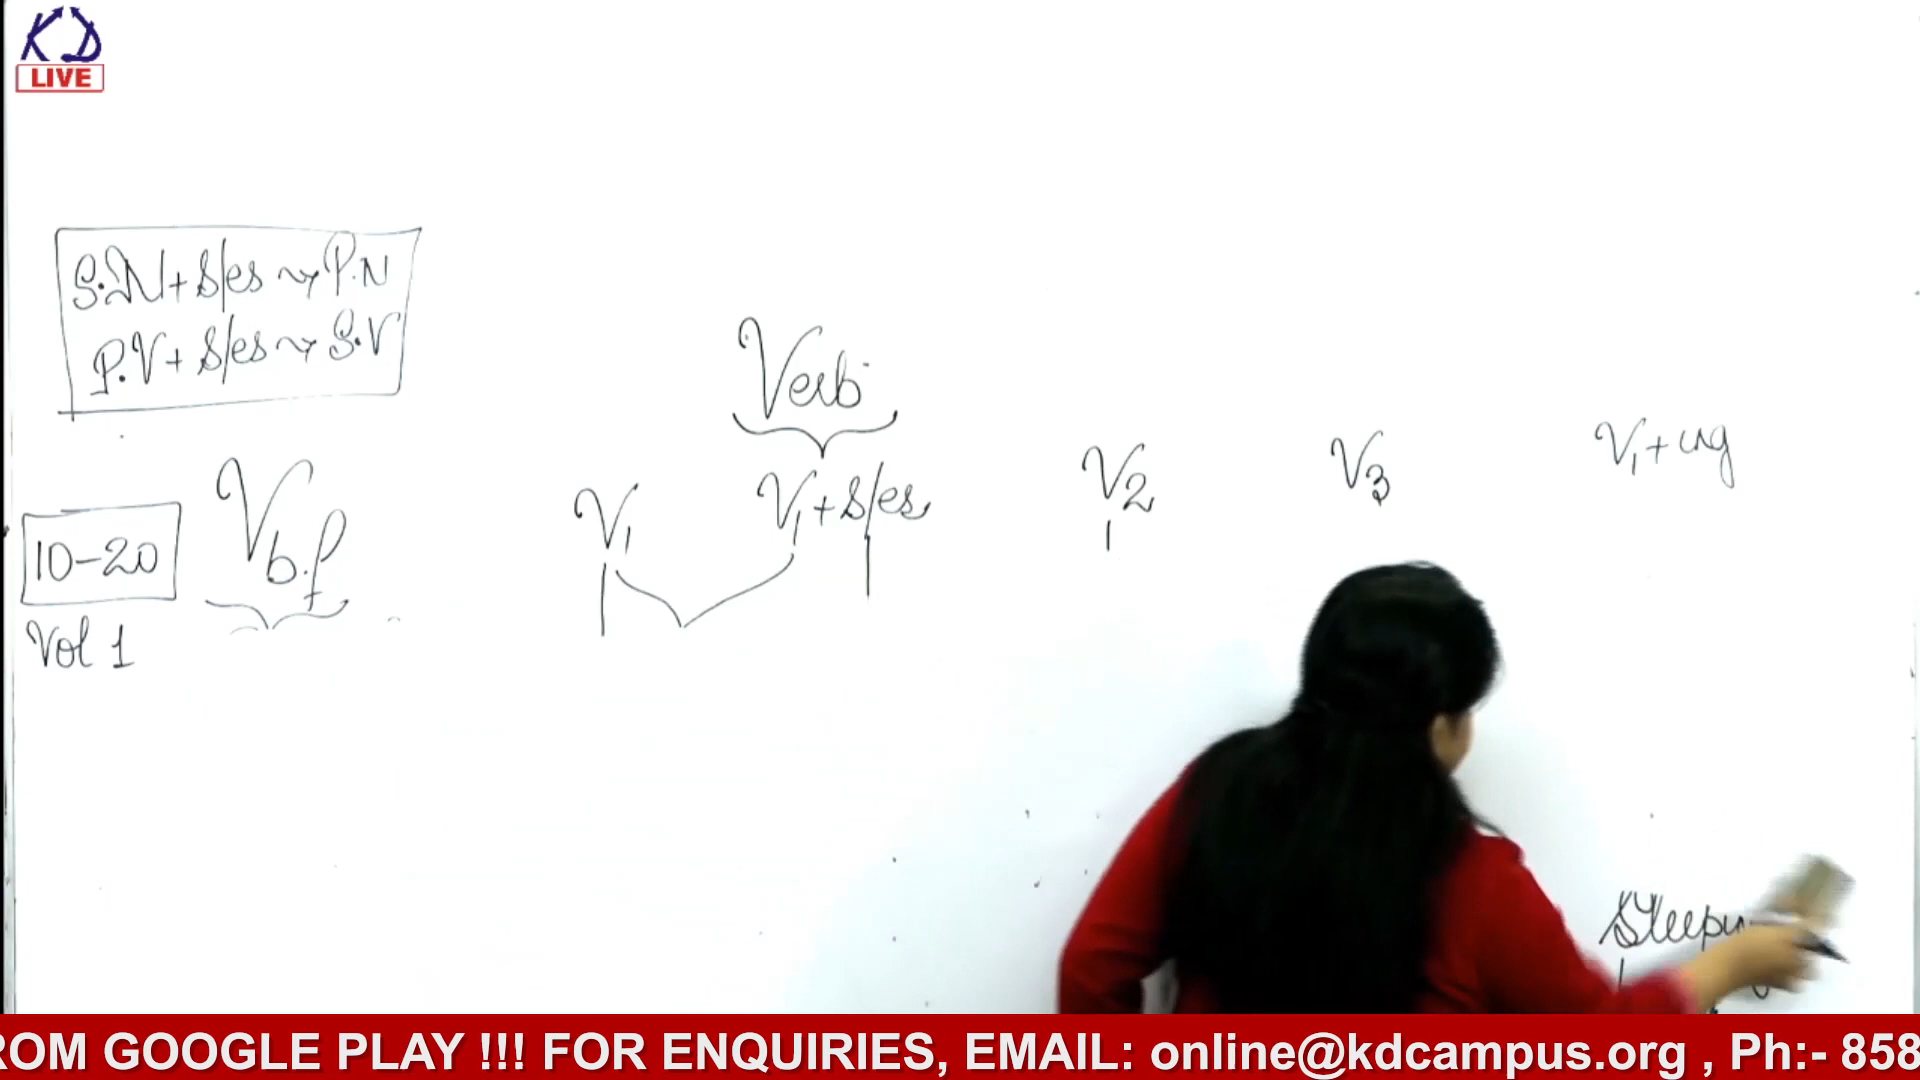 KD
LIVE
S.N + s/es → P.N
P.V + s/es → S.V
Verb
V1 + ing
V2
V3
V1
V1 + s/es
Vb.f
10-20
Vol 1
ROM GOOGLE PLAY !!! FOR ENQUIRIES, EMAIL: online@kdcampus.org , Ph:- 858